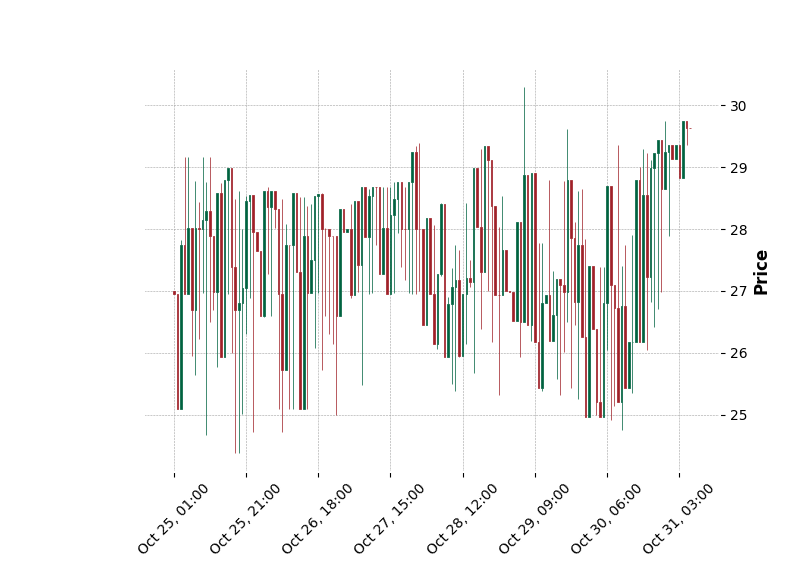 30
29
28
27
26
25
Price
Oct 25, 01:00
Oct 25, 21:00
Oct 26, 18:00
Oct 27, 15:00
Oct 28, 12:00
Oct 29, 09:00
Oct 30, 06:00
Oct 31, 03:00